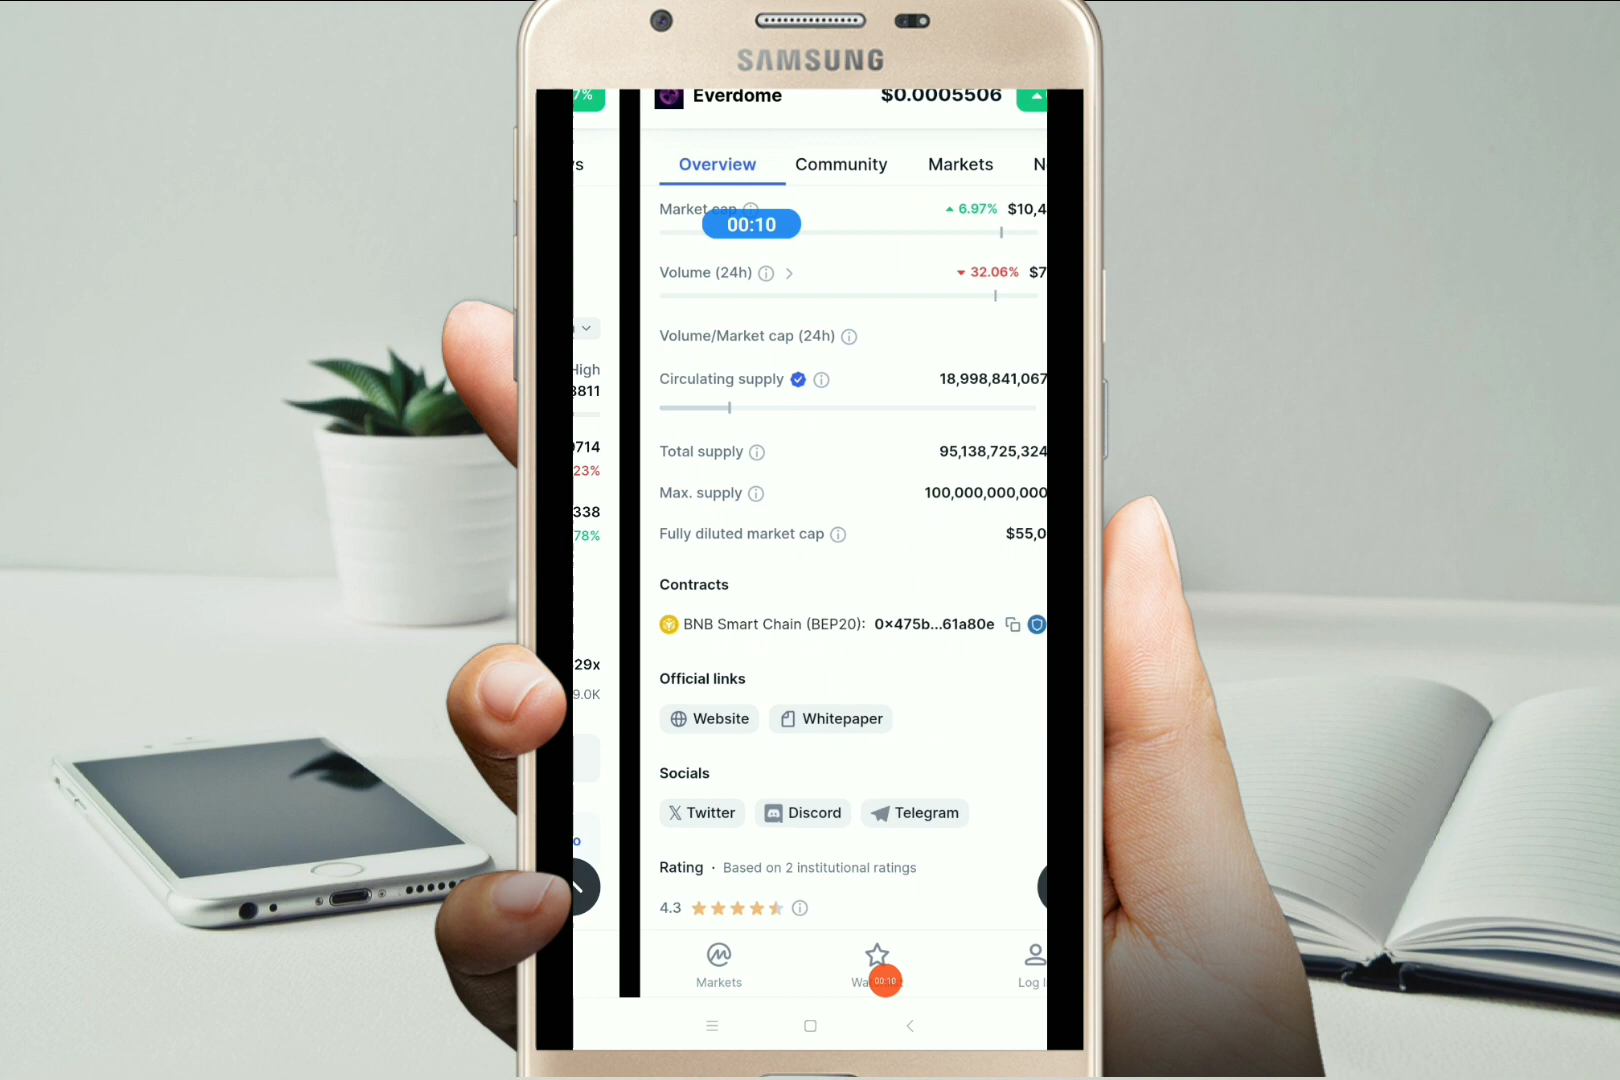 SAMSUNG
7%
Everdome
$0.0005506
Overview
Community
Markets
Market cap
6.97%
$10,4
00:10
Volume (24h)
32.06%
$7
Volume/Market cap (24h)
High
3811
Circulating supply
18,998,841,067
Total supply
95,138,725,324
23%
Max. supply
100,000,000,000
338
78%
Fully diluted market cap
$55,0
Contracts
BNB Smart Chain (BEP20):
0x475b...61a80e
29x
9.0K
Official links
Website
Whitepaper
Socials
Twitter
Discord
Telegram
Rating · Based on 2 institutional ratings
4.3
Markets
00:10
Log